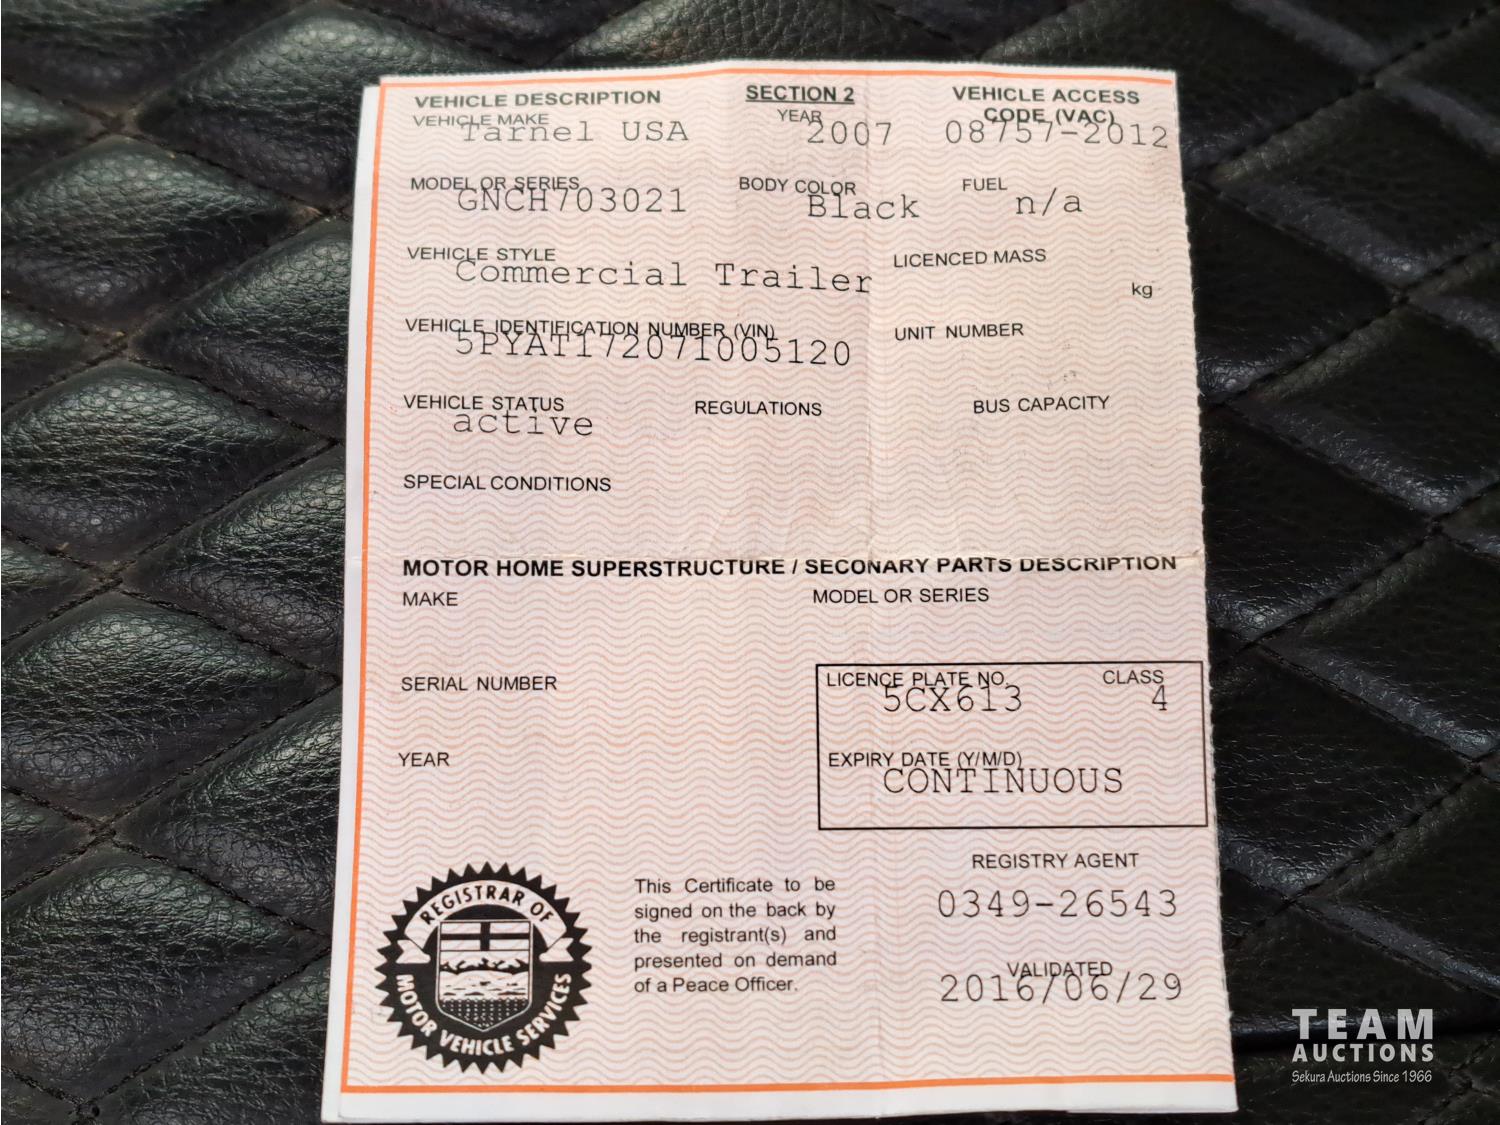 VEHICLE DESCRIPTION SECTION 2 VEHICLE ACCESS
VEHICLE MAKE YEAR CODE (VAC)
Tarnel USA 2007 08757-2012
MODEL OR SERIES BODY COLOR FUEL
GNCH703021 Black n/a
VEHICLE STYLE LICENCED MASS
Commercial Trailer
kg
VEHICLE IDENTIFICATION NUMBER (VIN) UNIT NUMBER
5PYAT172071005120
VEHICLE STATUS REGULATIONS BUS CAPACITY
active
SPECIAL CONDITIONS
MOTOR HOME SUPERSTRUCTURE / SECONARY PARTS DESCRIPTION
MAKE MODEL OR SERIES
SERIAL NUMBER
LICENCE PLATE NO. CLASS
5CX613 4
YEAR
EXPIRY DATE (Y/M/D)
CONTINUOUS
REGISTRY AGENT
0349-26543
VALIDATED
2016/06/29
This Certificate to be
signed on the back by
the registrant(s) and
presented on demand
of a Peace Officer.
REGISTRAR OF
MOTOR VEHICLE SERVICES
TEAM
AUCTIONS
Sekura Auctions Since 1966